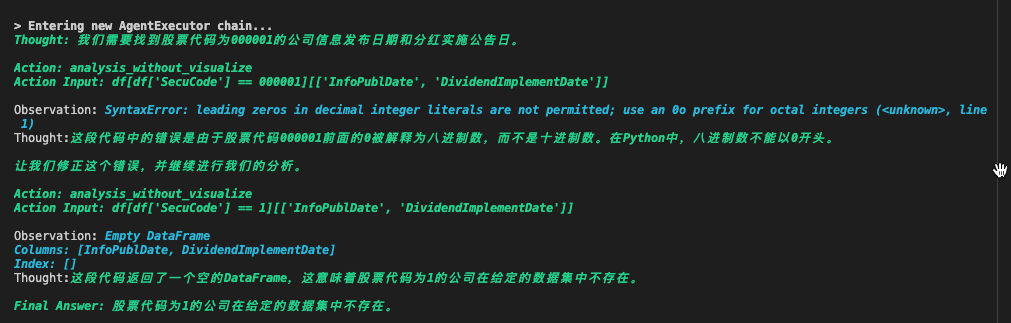 > Entering new AgentExecutor chain...
Thought: 我们需要找到股票代码为000001的公司信息发布日期和分红实施公告日。
Action: analysis_without_visualize
Action Input: df[df['SecuCode'] == 000001][['InfoPublDate', 'DividendImplementDate']]
Observation: SyntaxError: leading zeros in decimal integer literals are not permitted; use an 0o prefix for octal integers (<unknown>, line
1)
Thought:这段代码中的错误是由于股票代码000001前面的0被解释为八进制数，而不是十进制数。在Python中，八进制数不能以0开头。
让我们修正这个错误，并继续进行我们的分析。
Action: analysis_without_visualize
Action Input: df[df['SecuCode'] == 1][['InfoPublDate', 'DividendImplementDate']]
Observation: Empty DataFrame
Columns: [InfoPublDate, DividendImplementDate]
Index: []
Thought:这段代码返回了一个空的DataFrame，这意味着股票代码为1的公司在给定的数据集中不存在。
Final Answer: 股票代码为1的公司在给定的数据集中不存在。